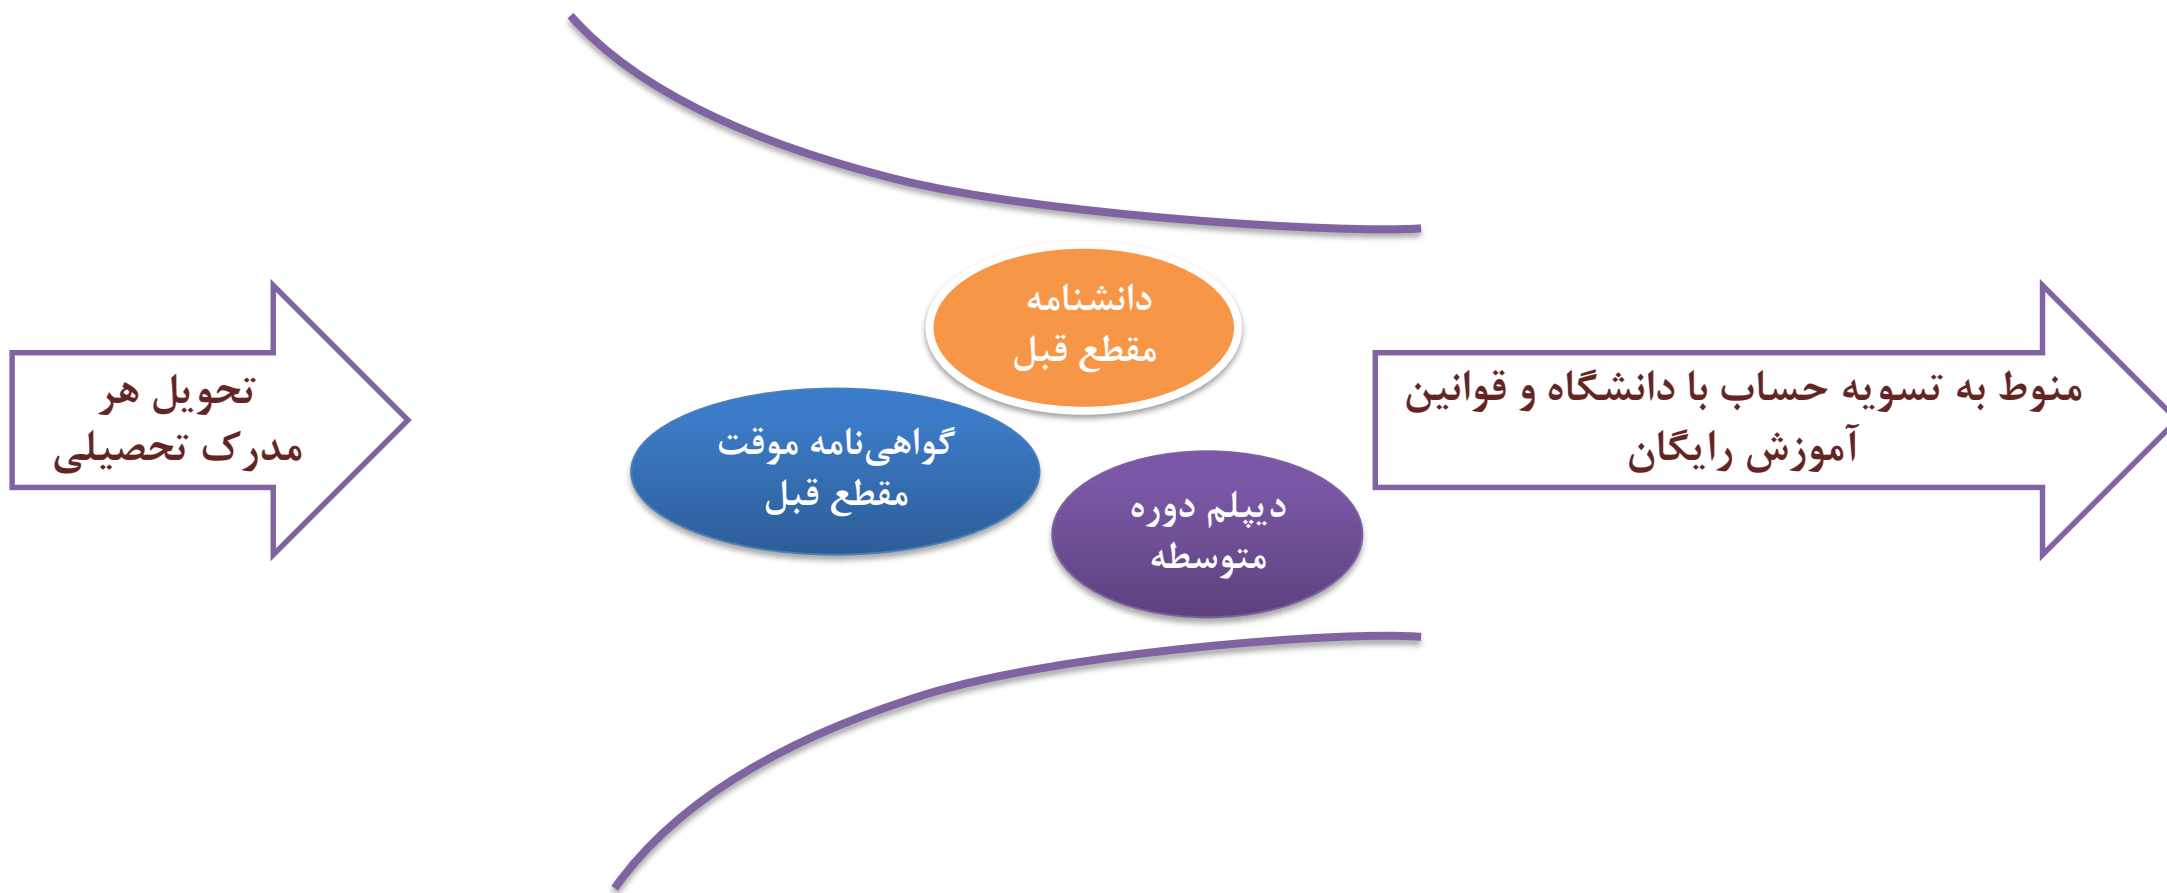 تحویل هر
مدرک تحصیلی
دانشنامه
مقطع قبل
گواهی‌نامه موقت
مقطع قبل
دیپلم دوره
متوسطه
منوط به تسویه حساب با دانشگاه و قوانین
آموزش رایگان